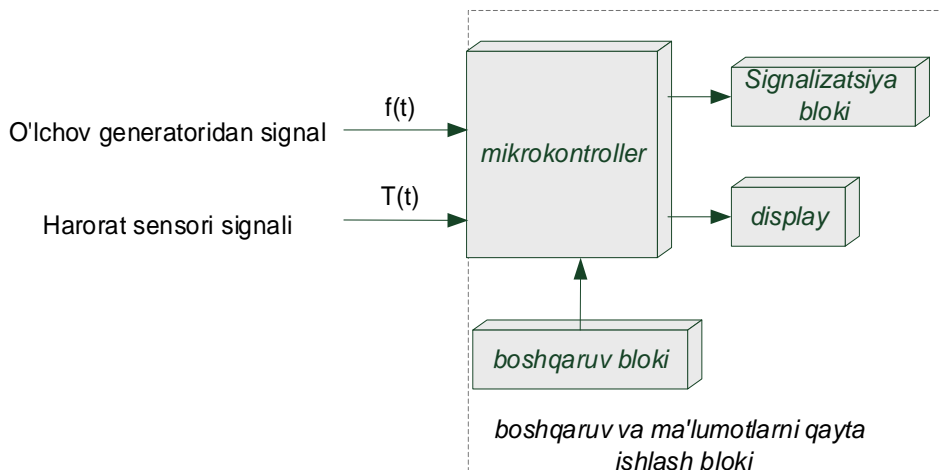 Signalizatsiya
bloki
f(t)
O'lchov generatoridan signal
mikrokontroller
T(t)
Harorat sensori signali
display
boshqaruv bloki
boshqaruv va ma'lumotlarni qayta
ishlash bloki